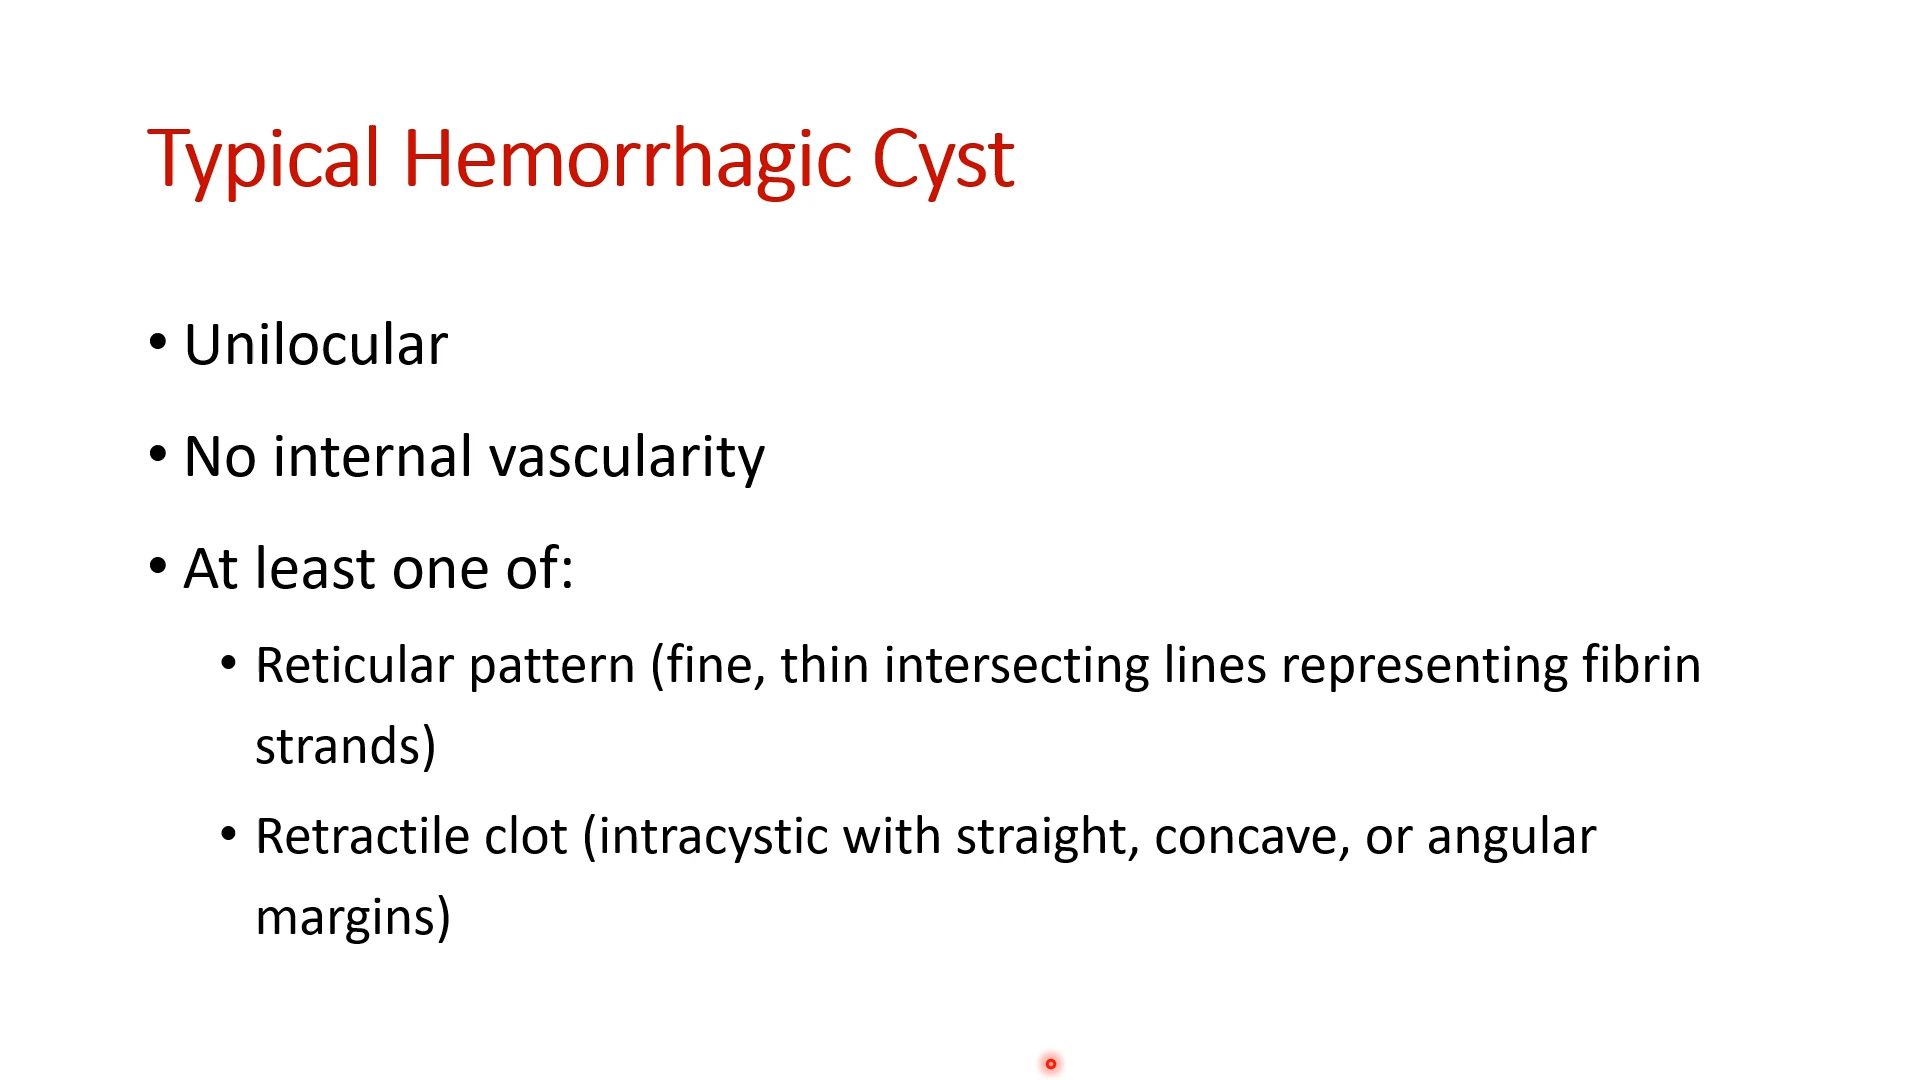 Typical Hemorrhagic Cyst
• Unilocular
• No internal vascularity
• At least one of:
• Reticular pattern (fine, thin intersecting lines representing fibrin
strands)
• Retractile clot (intracystic with straight, concave, or angular
margins)